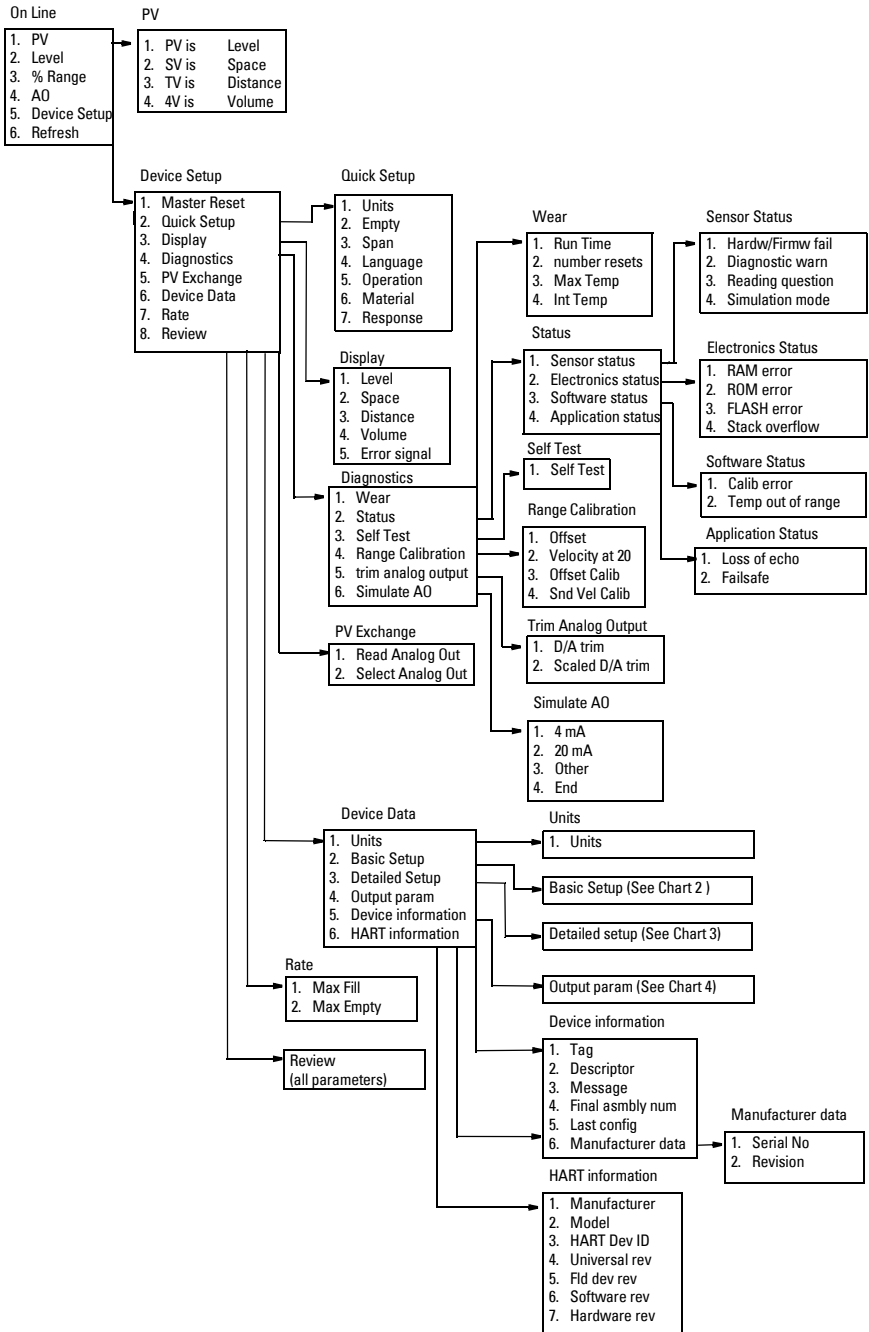 On Line
1. PV
2. Level
3. % Range
4. AO
5. Device Setup
6. Refresh
PV
1. PV is Level
2. SV is Space
3. TV is Distance
4. 4V is Volume
Device Setup
1. Master Reset
2. Quick Setup
3. Display
4. Diagnostics
5. PV Exchange
6. Device Data
7. Rate
8. Review
Quick Setup
1. Units
2. Empty
3. Span
4. Language
5. Operation
6. Material
7. Response
Display
1. Level
2. Space
3. Distance
4. Volume
5. Error signal
Diagnostics
1. Wear
2. Status
3. Self Test
4. Range Calibration
5. trim analog output
6. Simulate AO
PV Exchange
1. Read Analog Out
2. Select Analog Out
Wear
1. Run Time
2. number resets
3. Max Temp
4. Int Temp
Status
1. Sensor status
2. Electronics status
3. Software status
4. Application status
Self Test
1. Self Test
Range Calibration
1. Offset
2. Velocity at 20
3. Offset Calib
4. Snd Vel Calib
Trim Analog Output
1. D/A trim
2. Scaled D/A trim
Simulate AO
1. 4 mA
2. 20 mA
3. Other
4. End
Sensor Status
1. Hardw/Firmw fail
2. Diagnostic warn
3. Reading question
4. Simulation mode
Electronics Status
1. RAM error
2. ROM error
3. FLASH error
4. Stack overflow
Software Status
1. Calib error
2. Temp out of range
Application Status
1. Loss of echo
2. Failsafe
Device Data
1. Units
2. Basic Setup
3. Detailed Setup
4. Output param
5. Device information
6. HART information
Rate
1. Max Fill
2. Max Empty
Review
(all parameters)
Units
1. Units
Basic Setup (See Chart 2 )
Detailed setup (See Chart 3)
Output param (See Chart 4)
Device information
1. Tag
2. Descriptor
3. Message
4. Final asmbly num
5. Last config
6. Manufacturer data
Manufacturer data
1. Serial No
2. Revision
HART information
1. Manufacturer
2. Model
3. HART Dev ID
4. Universal rev
5. Fld dev rev
6. Software rev
7. Hardware rev